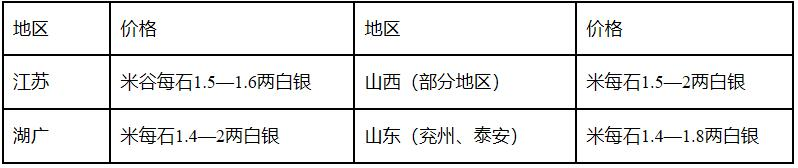 地区 价格 地区 价格
江苏 米谷每石1.5—1.6两白银 山西（部分地区） 米每石1.5—2两白银
湖广 米每石1.4—2两白银 山东（兖州、泰安） 米每石1.4—1.8两白银